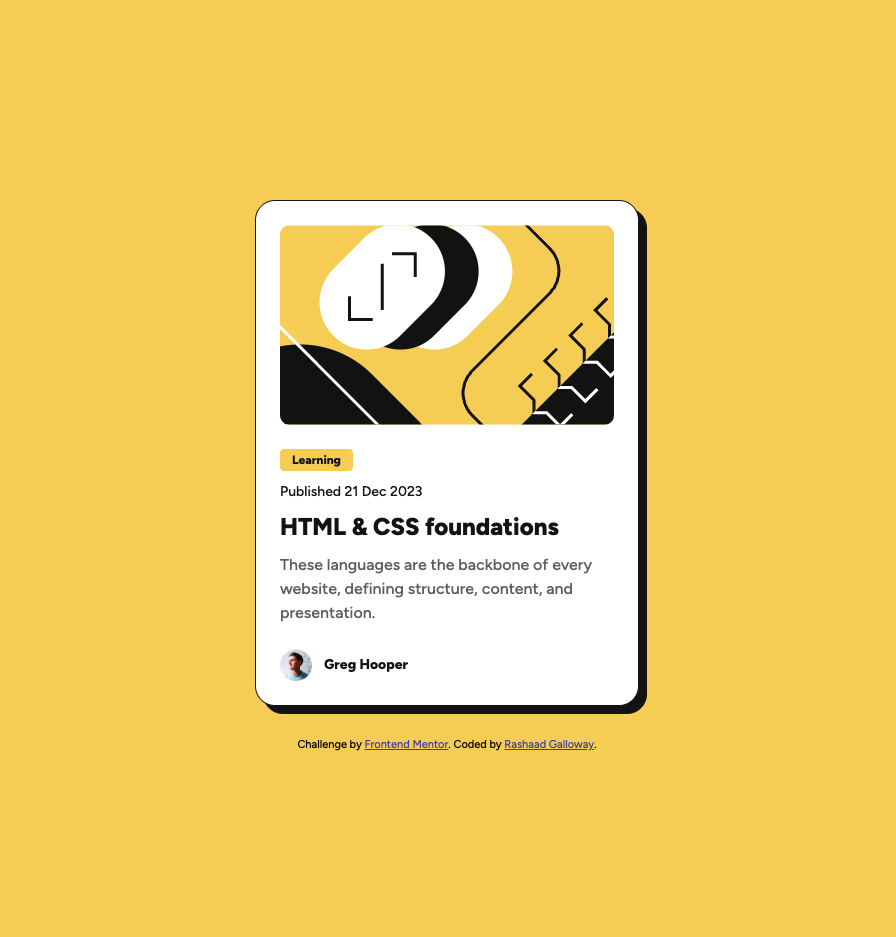 Learning
Published 21 Dec 2023
HTML & CSS foundations
These languages are the backbone of every
website, defining structure, content, and
presentation.
Greg Hooper
Challenge by Frontend Mentor. Coded by Rashaad Galloway.